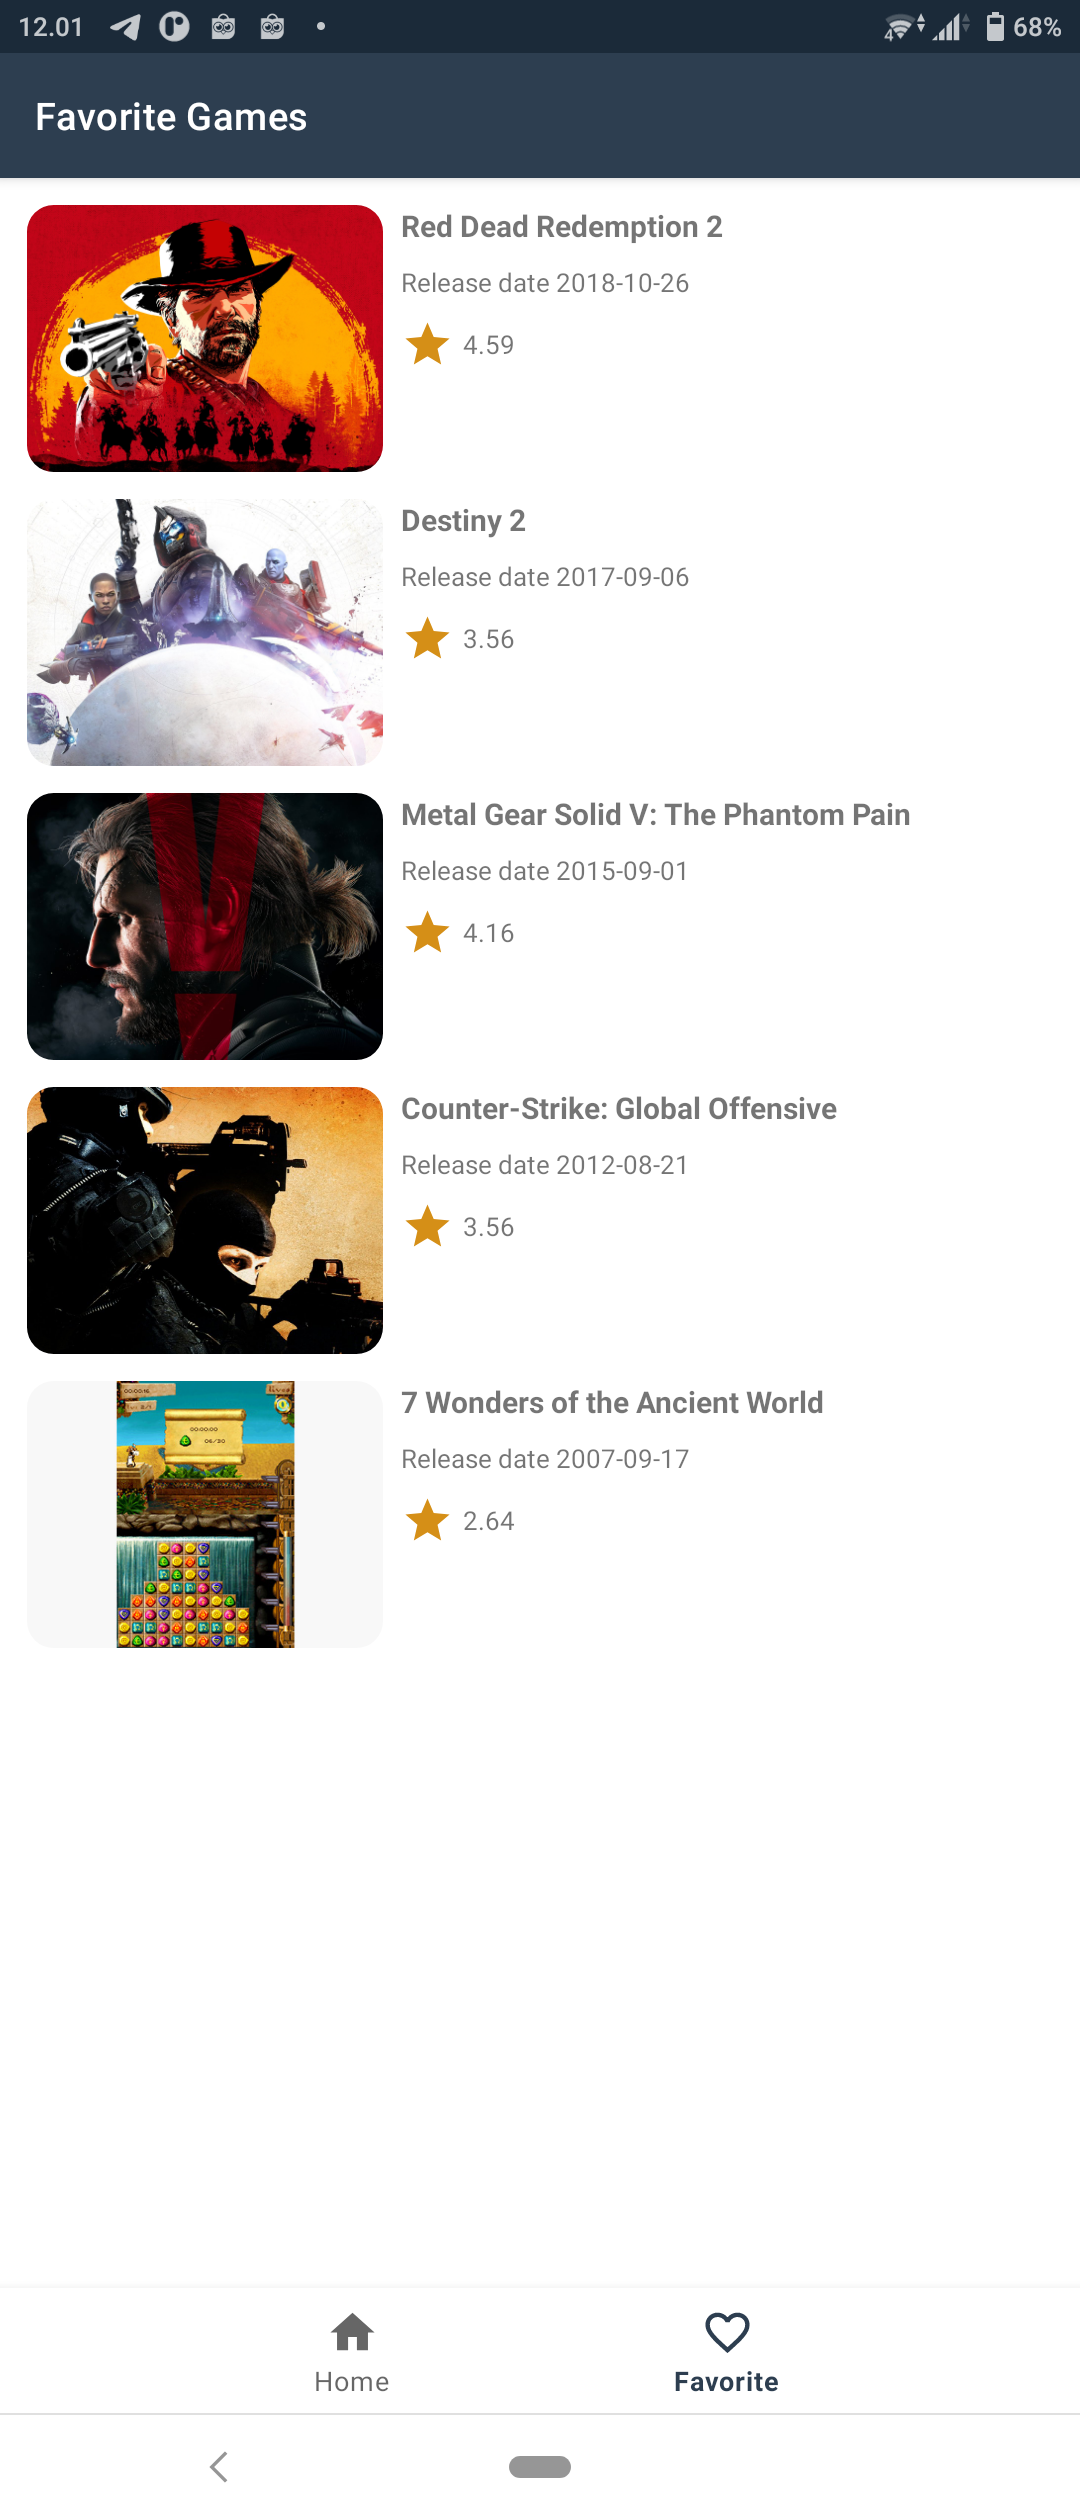 12.01
68%
Favorite Games
Red Dead Redemption 2
Release date 2018-10-26
4.59
Destiny 2
Release date 2017-09-06
3.56
Metal Gear Solid V: The Phantom Pain
Release date 2015-09-01
4.16
Counter-Strike: Global Offensive
Release date 2012-08-21
3.56
7 Wonders of the Ancient World
Release date 2007-09-17
2.64
Home
Favorite